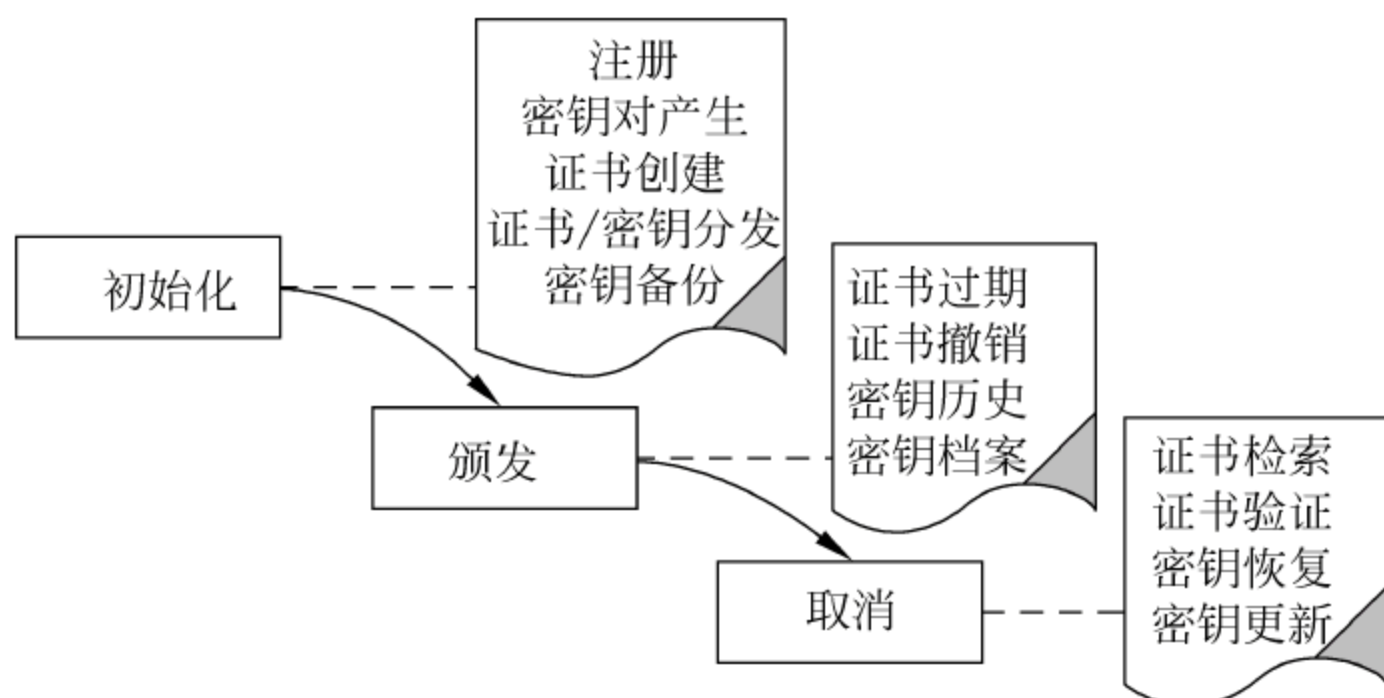 注册
密钥对产生
证书创建
证书/密钥分发
密钥备份
初始化
证书过期
证书撤销
密钥历史
密钥档案
颁发
证书检索
证书验证
密钥恢复
密钥更新
取消